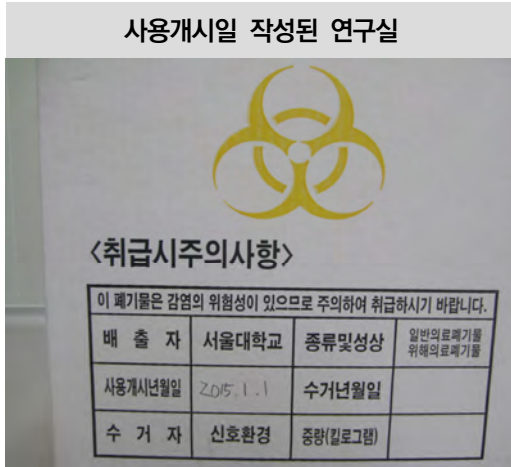 사용개시일 작성된 연구실
<취급시주의사항>
이 폐기물은 감염의 위험성이 있으므로 주의하여 취급하시기 바랍니다.
배 출 자 서울대학교 종류및성상 일반의료폐기물
위해의료폐기물
사용개시년월일 2015.1.1 수거년월일
수 거 자 신호환경 중량(킬로그램)